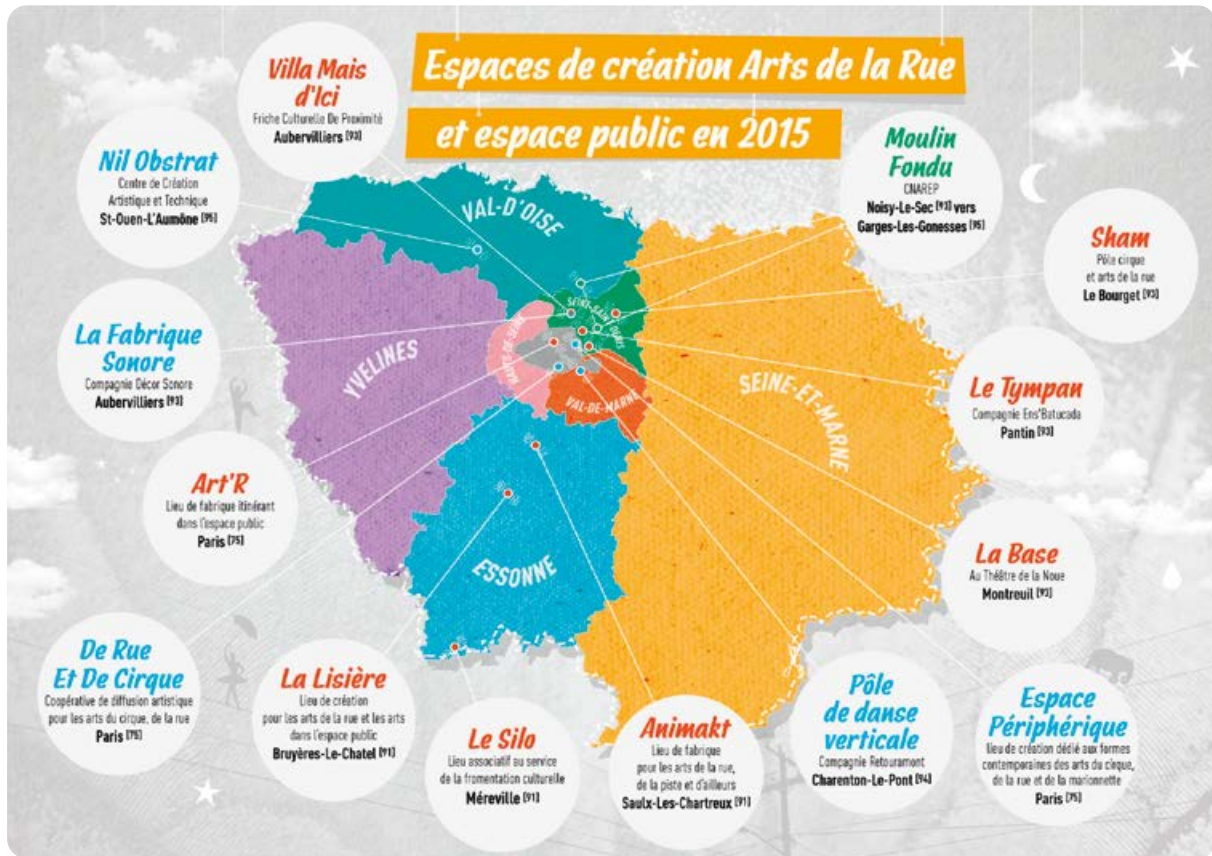 Espaces de création Arts de la Rue
et espace public en 2015
Villa Mais
d'Ici
Friche Culturelle De Proximité
Aubervilliers [93]
Nil Obstrat
Centre de Création
Artistique et Technique
St-Ouen-L'Aumône [95]
La Fabrique
Sonore
Compagnie Décor Sonore
Aubervilliers [93]
Art'R
Lieu de fabrique itinérant
dans l'espace public
Paris [75]
De Rue
Et De Cirque
Coopérative de diffusion artistique
pour les arts du cirque, de la rue
Paris [75]
La Lisière
Lieu de création
pour les arts de la rue et les arts
dans l'espace public
Bruyères-Le-Chatel [91]
Le Silo
Lieu associatif au service
de la fromentation culturelle
Méreville [91]
Animakt
Lieu de fabrique
pour les arts de la rue,
de la piste et d'ailleurs
Saulx-Les-Chartreux [91]
Pôle
de danse
verticale
Compagnie Retouramont
Charenton-Le-Pont [94]
Espace
Périphérique
lieu de création dédié aux formes
contemporaines des arts du cirque,
de la rue et de la marionnette
Paris [75]
La Base
Au Théâtre de la Noue
Montreuil [93]
Le Tympan
Compagnie Ens'Batucada
Pantin [93]
Sham
Pôle cirque
et arts de la rue
Le Bourget [93]
Moulin
Fondu
CNAREP
Noisy-Le-Sec [93] vers
Garges-Les-Gonesses [95]
VAL-D'OISE
YVELINES
HAUTS-DE-SEINE
SEINE-SAINT-DENIS
VAL-DE-MARNE
SEINE-ET-MARNE
ESSONNE